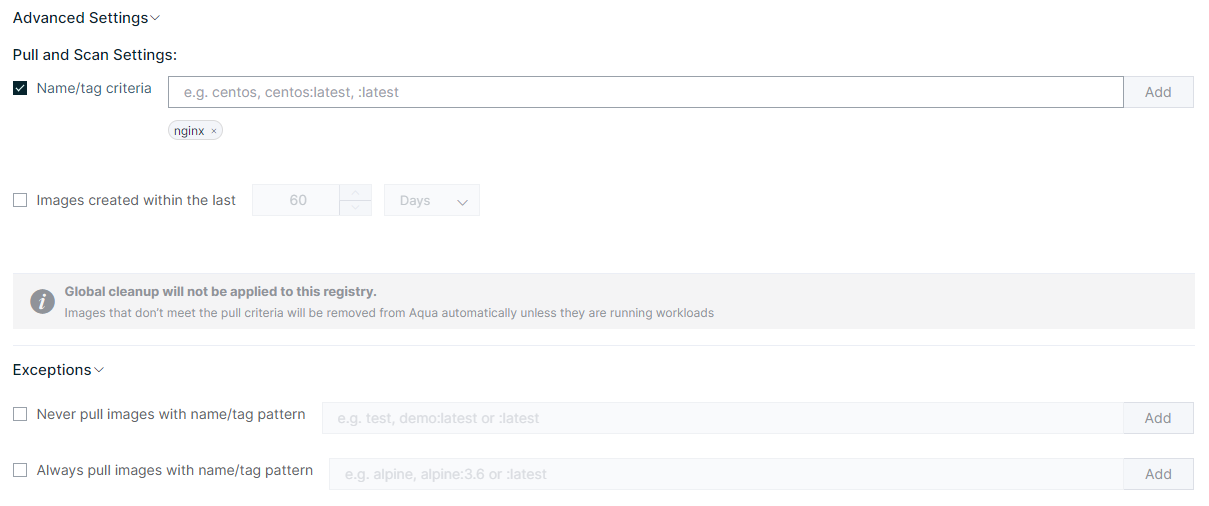 Advanced Settings
Pull and Scan Settings:
Name/tag criteria e.g. centos, centos:latest, :latest Add
nginx ×
Images created within the last 60 Days
Global cleanup will not be applied to this registry.
Images that don't meet the pull criteria will be removed from Aqua automatically unless they are running workloads
Exceptions
Never pull images with name/tag pattern e.g. test, demo:latest or :latest Add
Always pull images with name/tag pattern e.g. alpine, alpine:3.6 or :latest Add